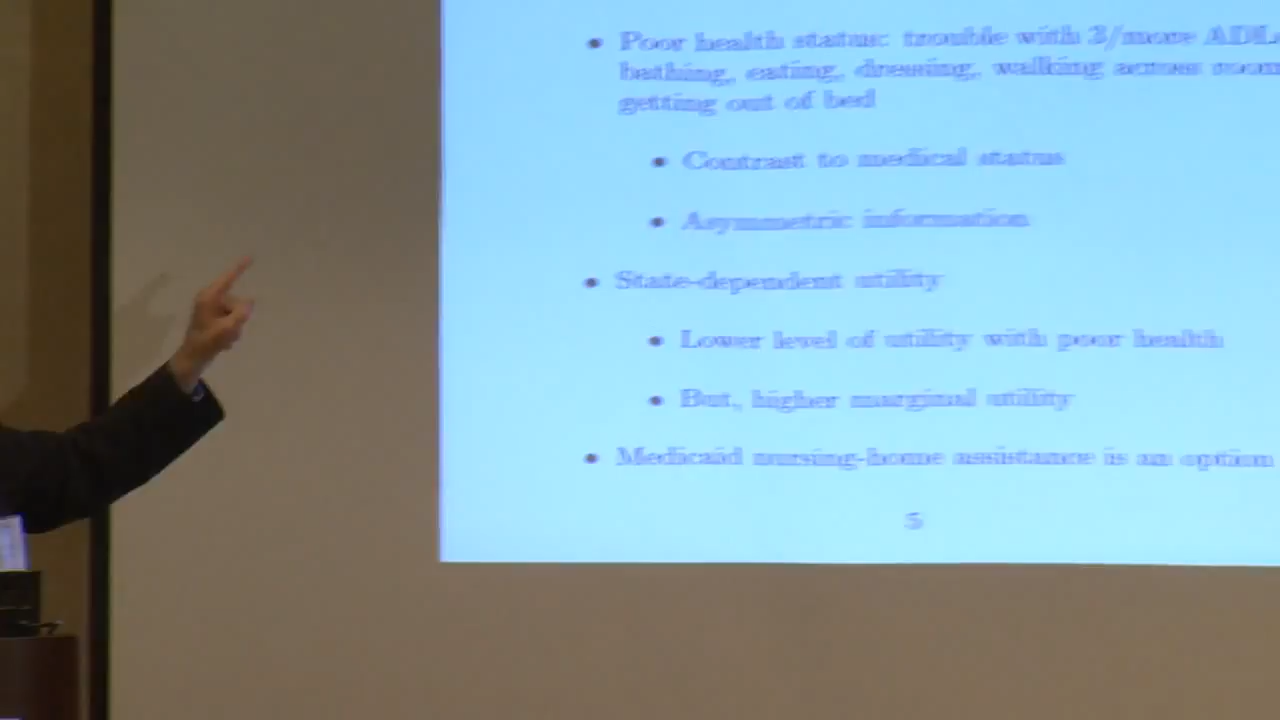 • Poor health status: trouble with 3/more ADLs
bathing, eating, dressing, walking across room
getting out of bed
• Contrast to medical status
• Asymmetric information
• State-dependent utility
• Lower level of utility with poor health
• But, higher marginal utility
• Medicaid nursing-home assistance is an option
5